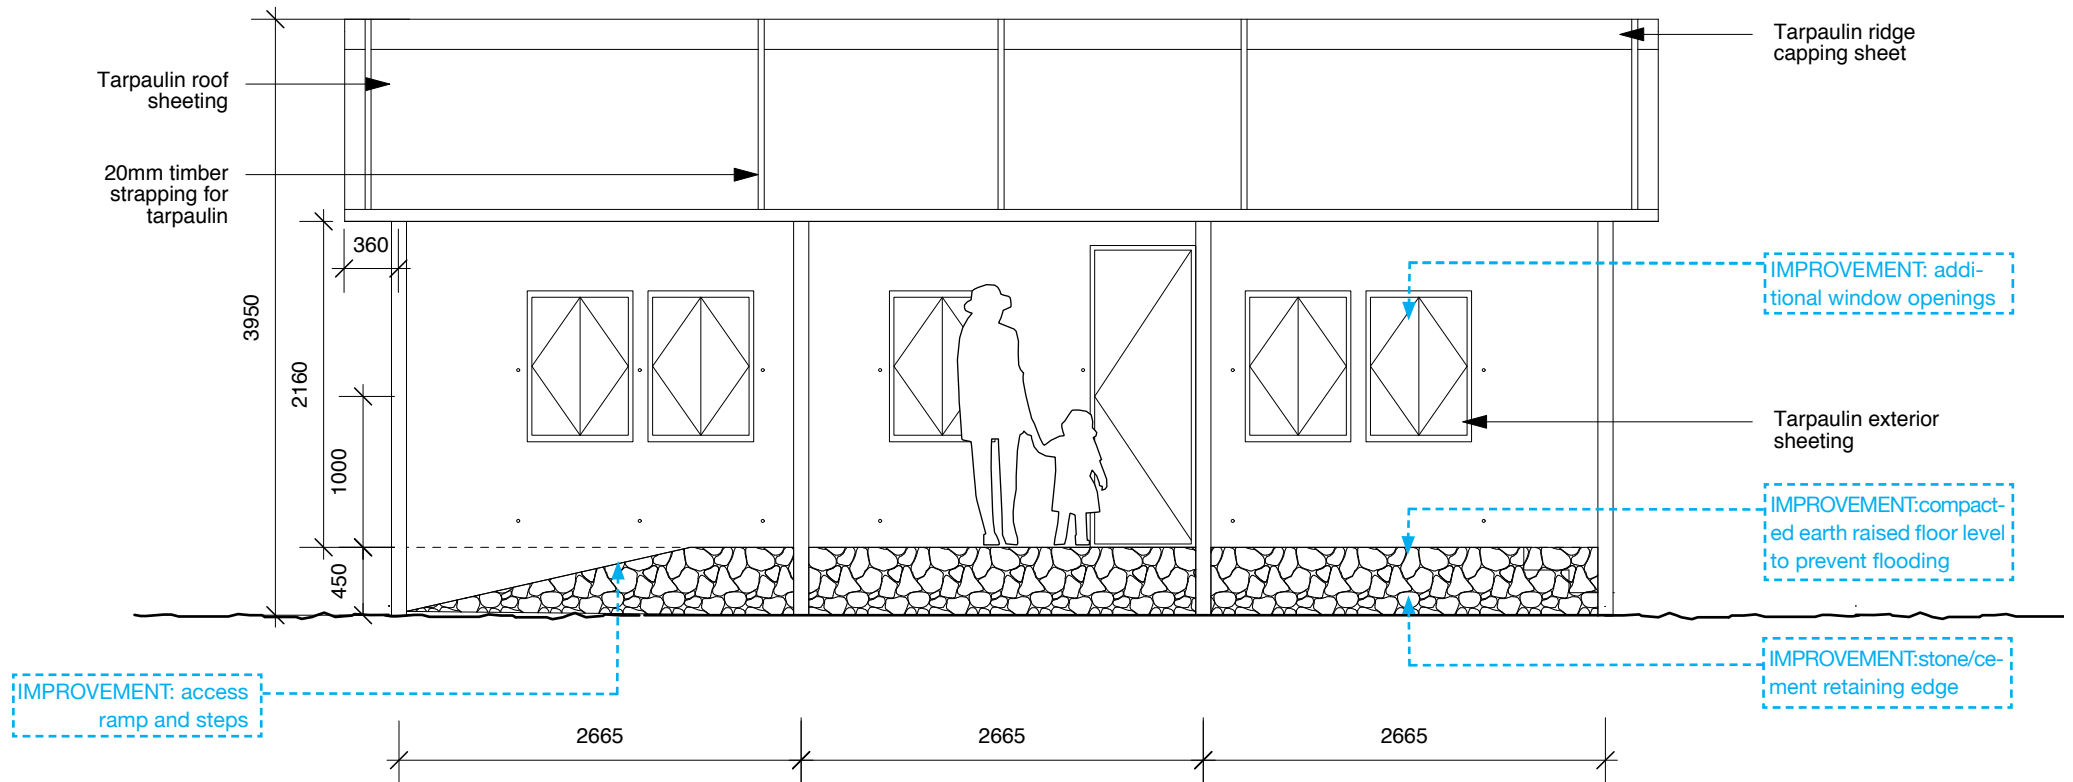 Tarpaulin ridge
capping sheet
Tarpaulin roof
sheeting
20mm timber
strapping for
tarpaulin
360
3950
2160
1000
450
IMPROVEMENT: addi-
tional window openings
Tarpaulin exterior
sheeting
IMPROVEMENT:compact-
ed earth raised floor level
to prevent flooding
IMPROVEMENT:stone/ce-
ment retaining edge
IMPROVEMENT: access
ramp and steps
2665
2665
2665